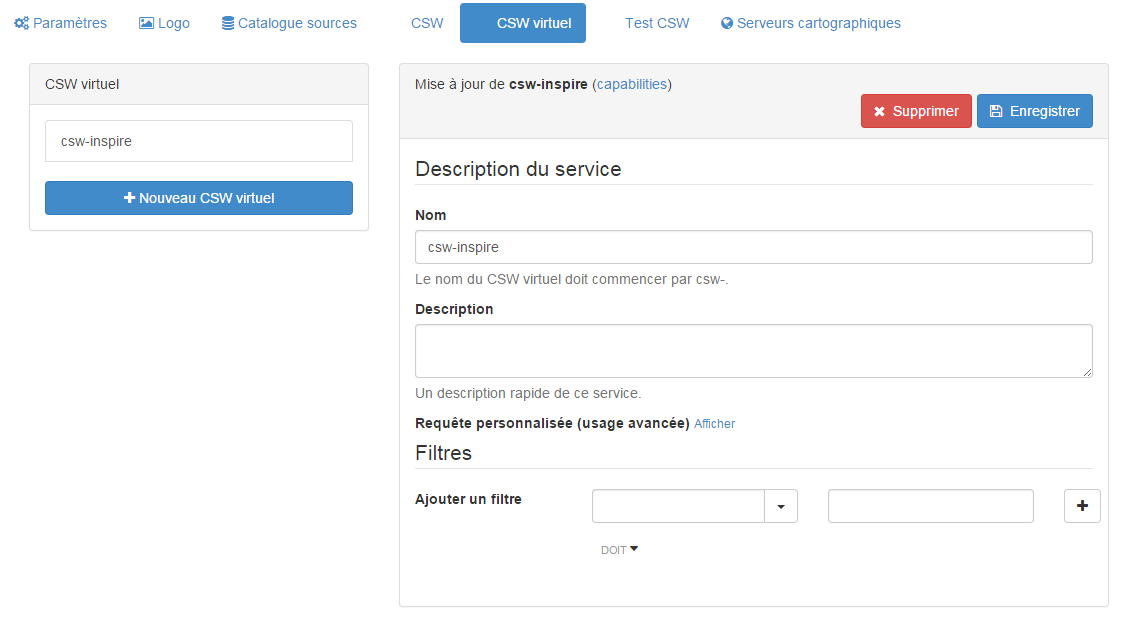 Paramètres Logo Catalogue sources CSW CSW virtuel Test CSW Serveurs cartographiques
CSW virtuel
csw-inspire
Nouveau CSW virtuel
Mise à jour de csw-inspire (capabilities)
Supprimer Enregistrer
Description du service
Nom
csw-inspire
Le nom du CSW virtuel doit commencer par csw-.
Description
Un description rapide de ce service.
Requête personnalisée (usage avancée) Afficher
Filtres
Ajouter un filtre
DOIT